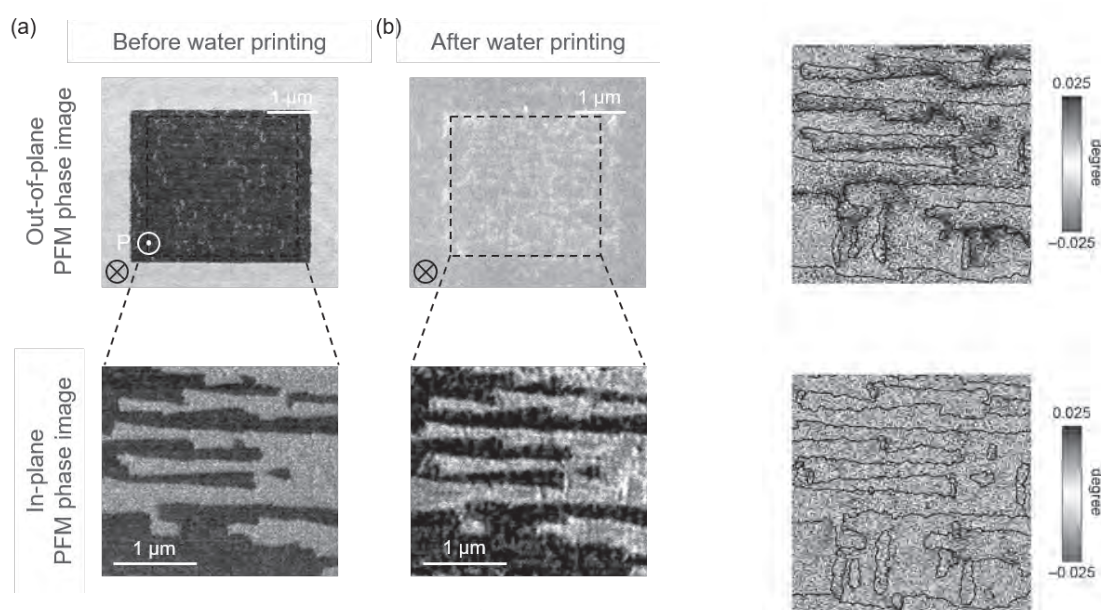 (a)
Before water printing
(b)
After water printing
Out-of-plane
PFM phase image
1 µm
P
1 µm
0.025
degree
−0.025
In-plane
PFM phase image
1 µm
1 µm
0.025
degree
−0.025